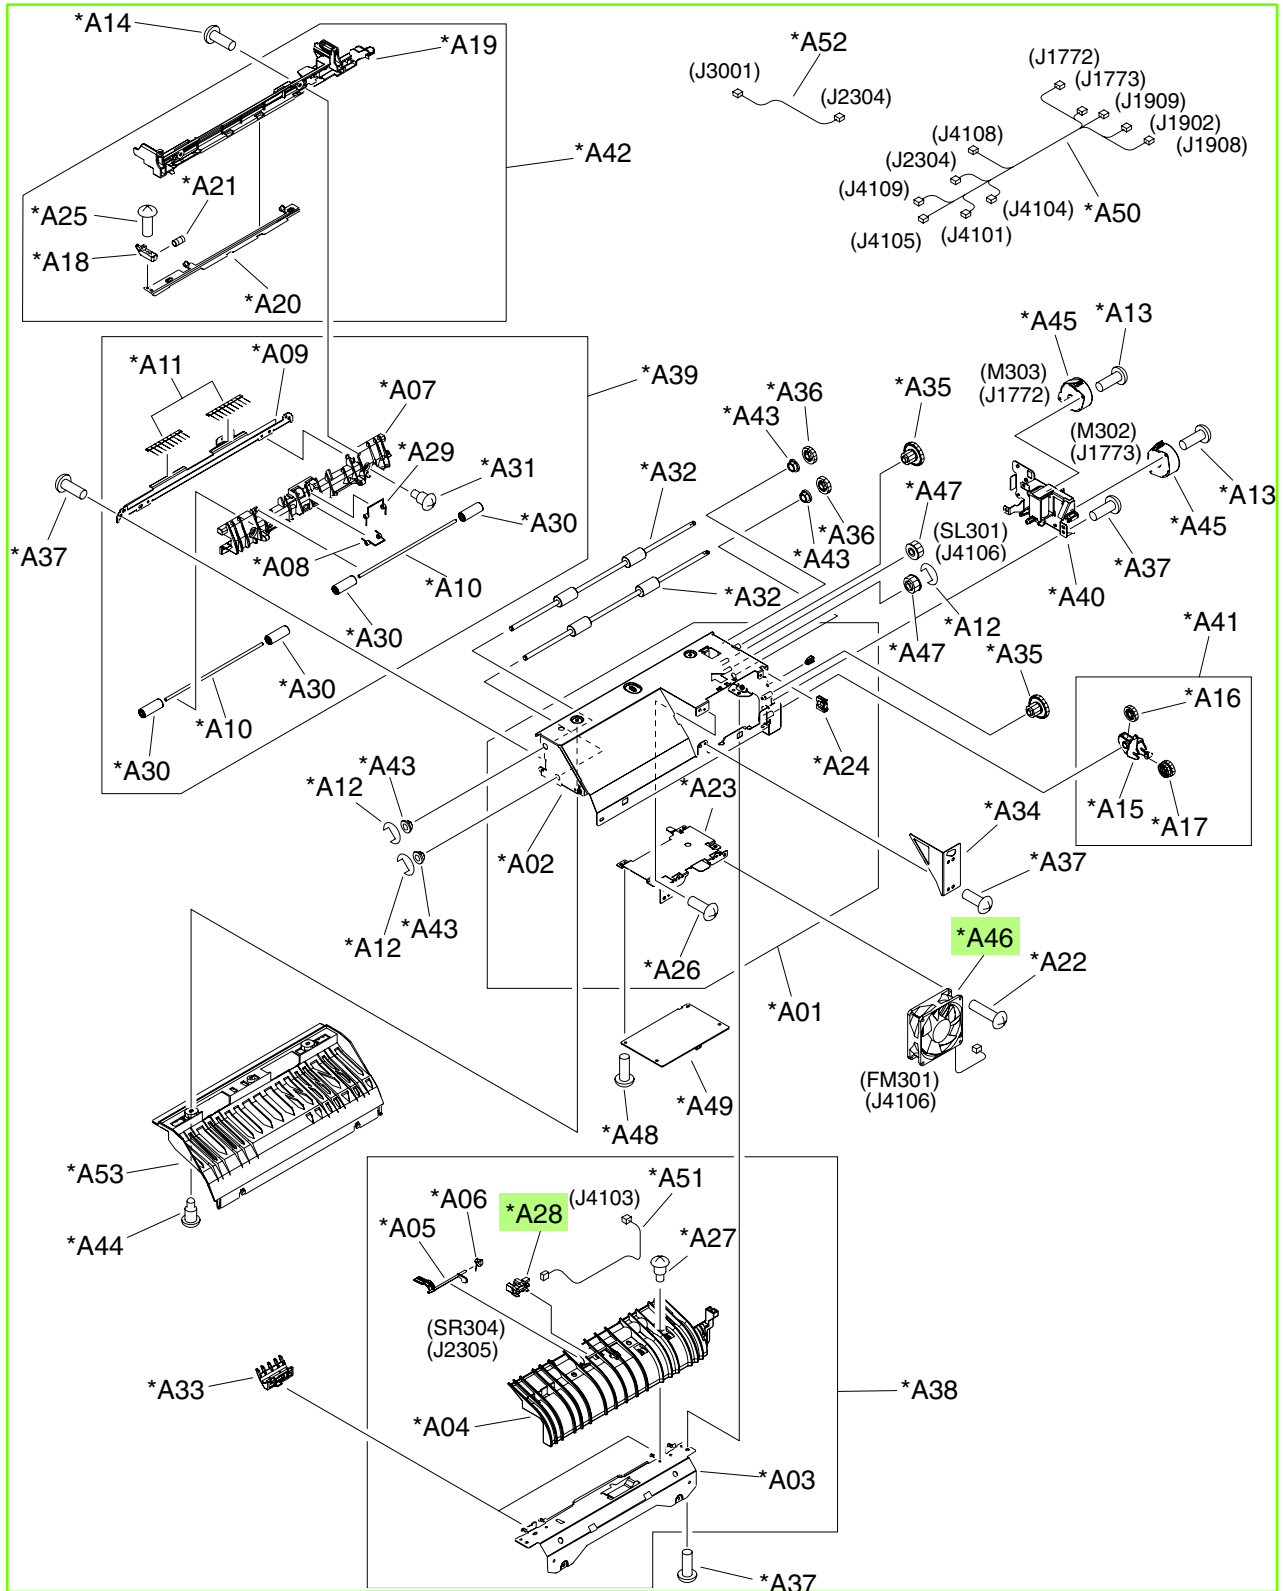 *A14
*A19
*A52
(J3001)
(J2304)
(J1772)
(J1773)
(J1909)
(J1902)
(J1908)
(J4108)
(J2304)
(J4109)
(J4104)
(J4105)
(J4101)
*A50
*A42
*A21
*A25
*A18
*A20
*A13
*A45
(M303)
(J1772)
*A09
*A11
*A07
*A39
*A36
*A35
*A43
*A29
*A31
*A32
(M302)
(J1773)
*A13
*A45
*A47
*A30
*A36
*A37
*A08
*A43
(SL301)
(J4106)
*A37
*A10
*A32
*A40
*A30
*A12
*A41
*A47
*A35
*A30
*A16
*A10
*A30
*A43
*A24
*A12
*A23
*A15
*A17
*A34
*A02
*A37
*A43
*A12
*A46
*A26
*A22
*A01
(FM301)
(J4106)
*A49
*A48
*A53
*A51
*A06
*A28
(J4103)
*A05
*A27
*A44
(SR304)
(J2305)
*A33
*A38
*A04
*A03
*A37